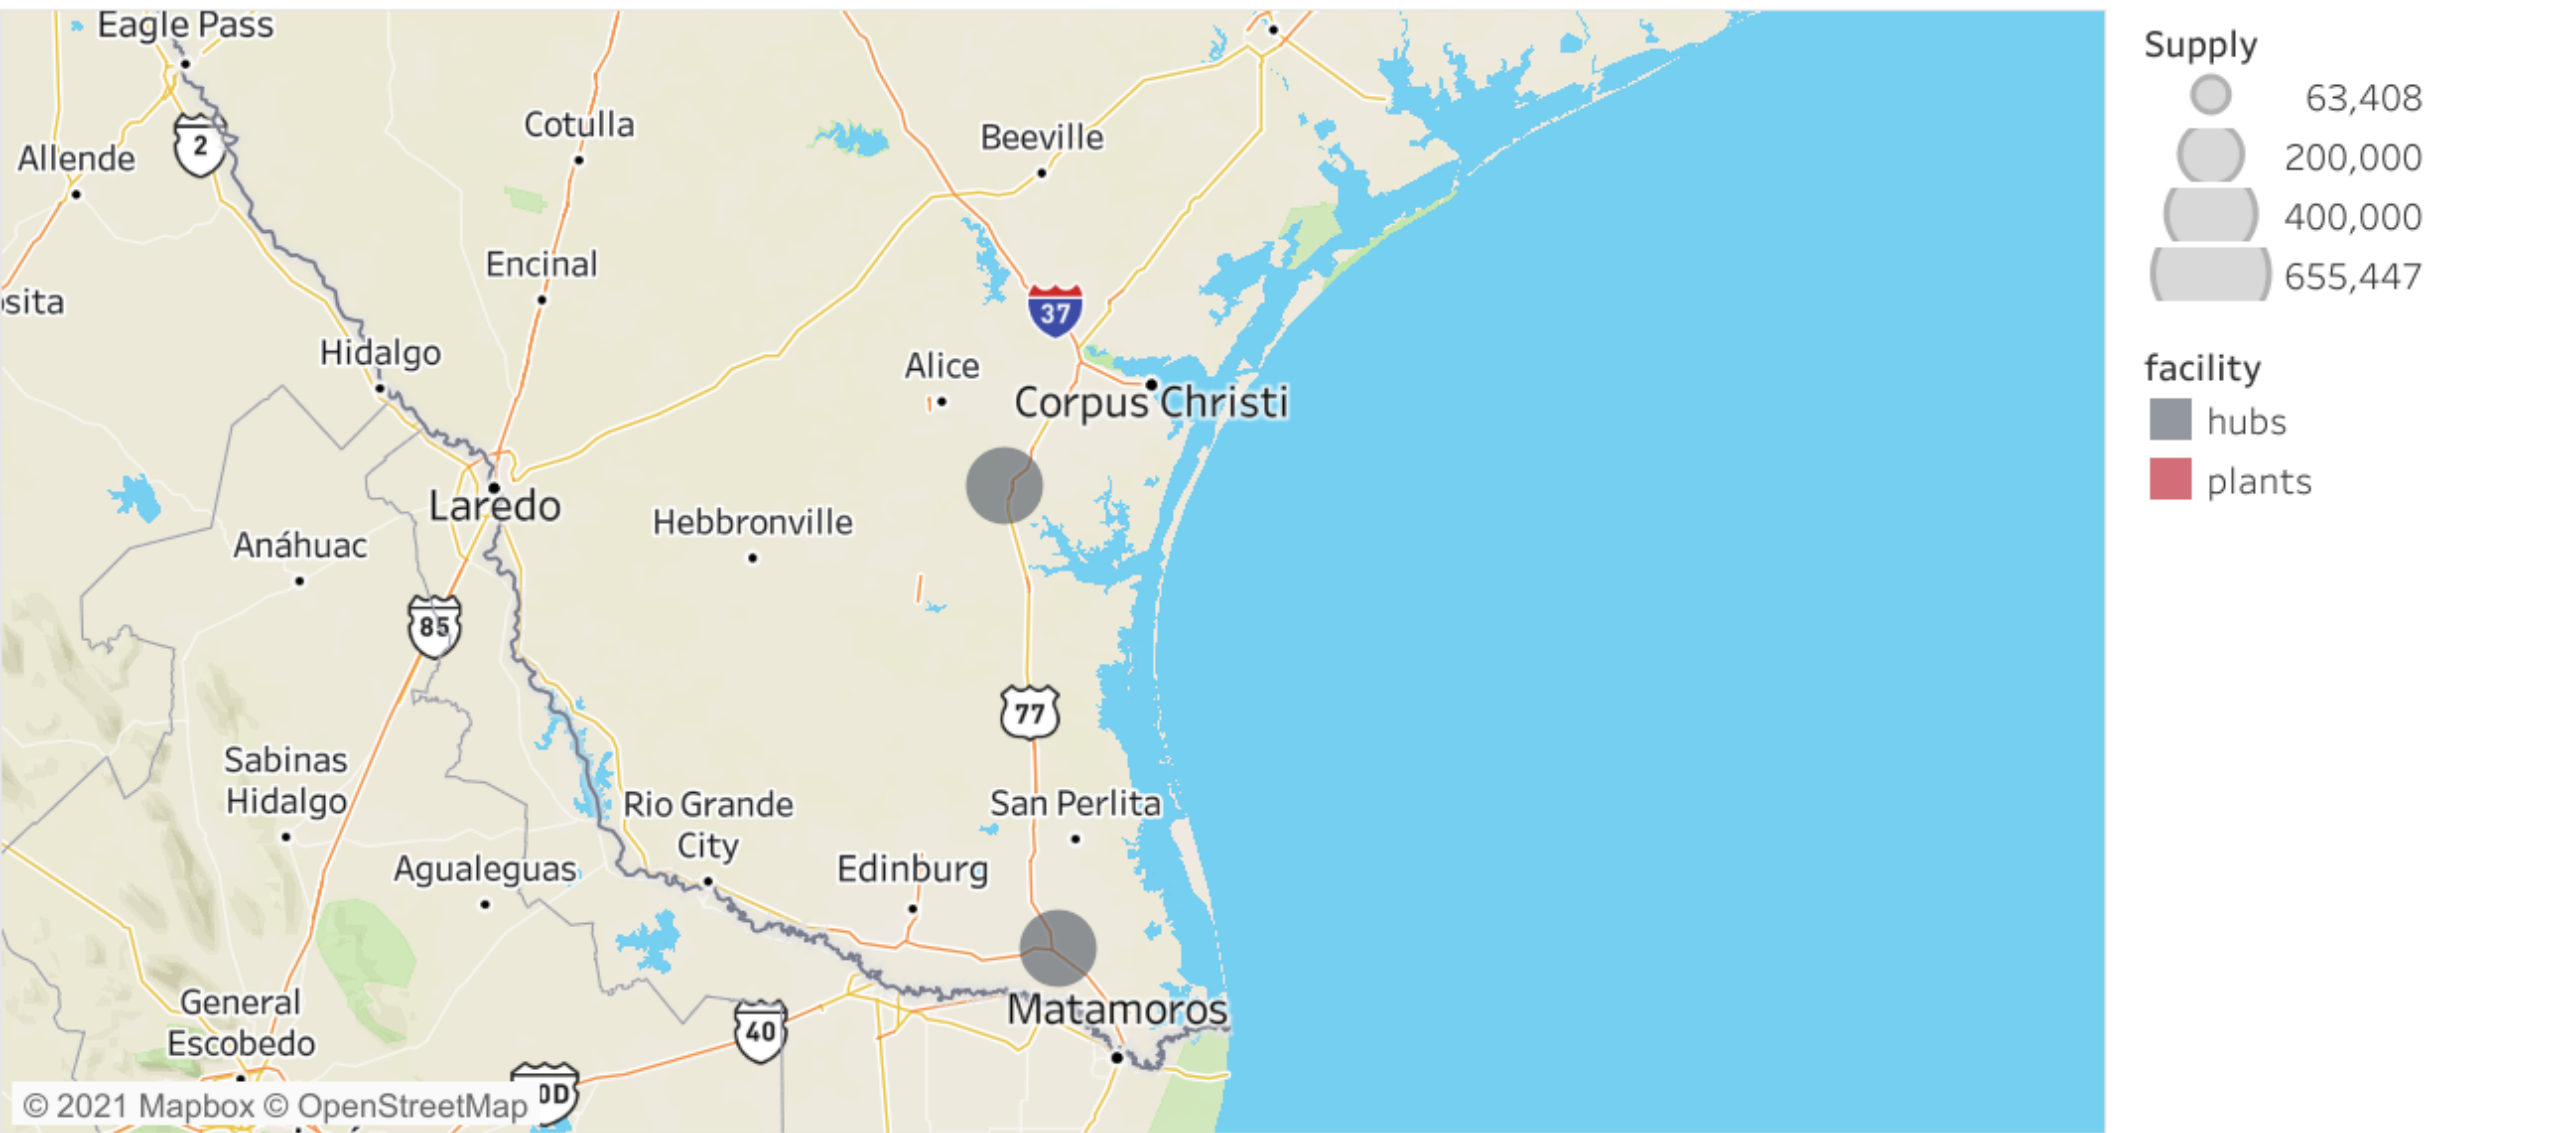 Eagle Pass
Cotulla
Beeville
2
Allende
Encinal
sita
37
Hidalgo
Alice
Corpus Christi
Laredo
Hebbronville
Anáhuac
85
77
Sabinas
Hidalgo
Rio Grande
City
San Perlita
Agualeguas
Edinburg
General
Escobedo
40
Matamoros
0D
© 2021 Mapbox © OpenStreetMap
Supply
63,408
200,000
400,000
655,447
facility
hubs
plants